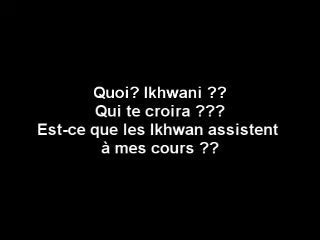 Quoi? Ikhwani ??
Qui te croira ???
Est-ce que les Ikhwan assistent
à mes cours ??